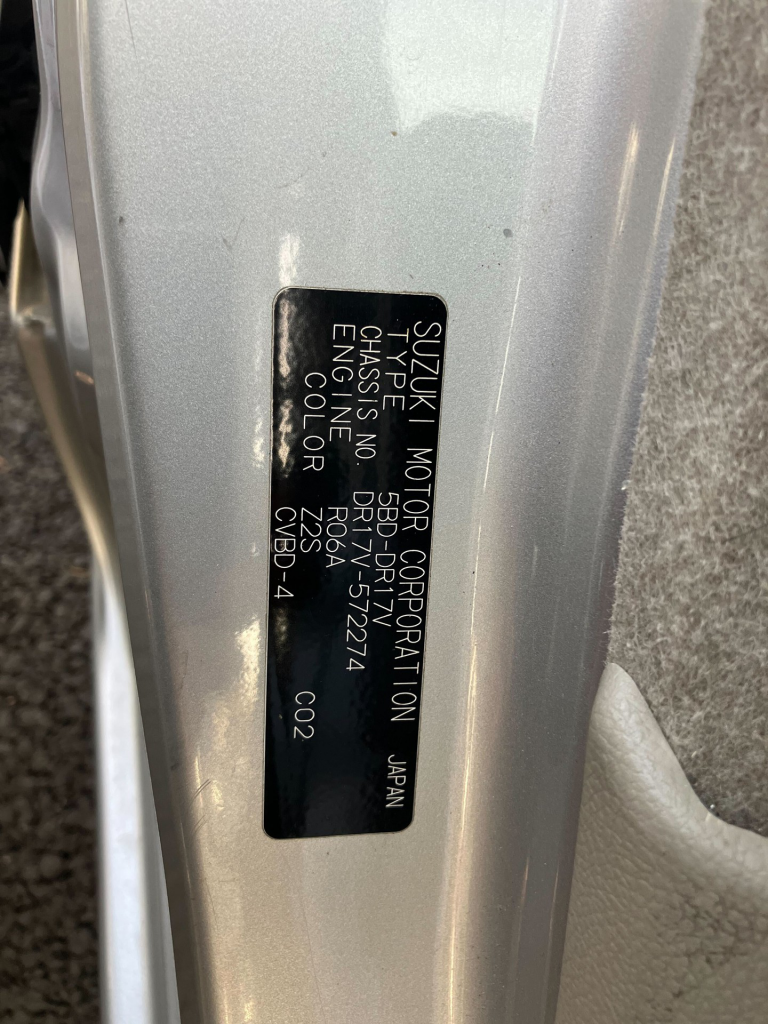 SUZUKI MOTOR CORPORATION JAPAN
TYPE 5BD-DR17V
CHASSIS NO. DR17V-572274
ENGINE R06A
COLOR Z2S C02
CVBD-4